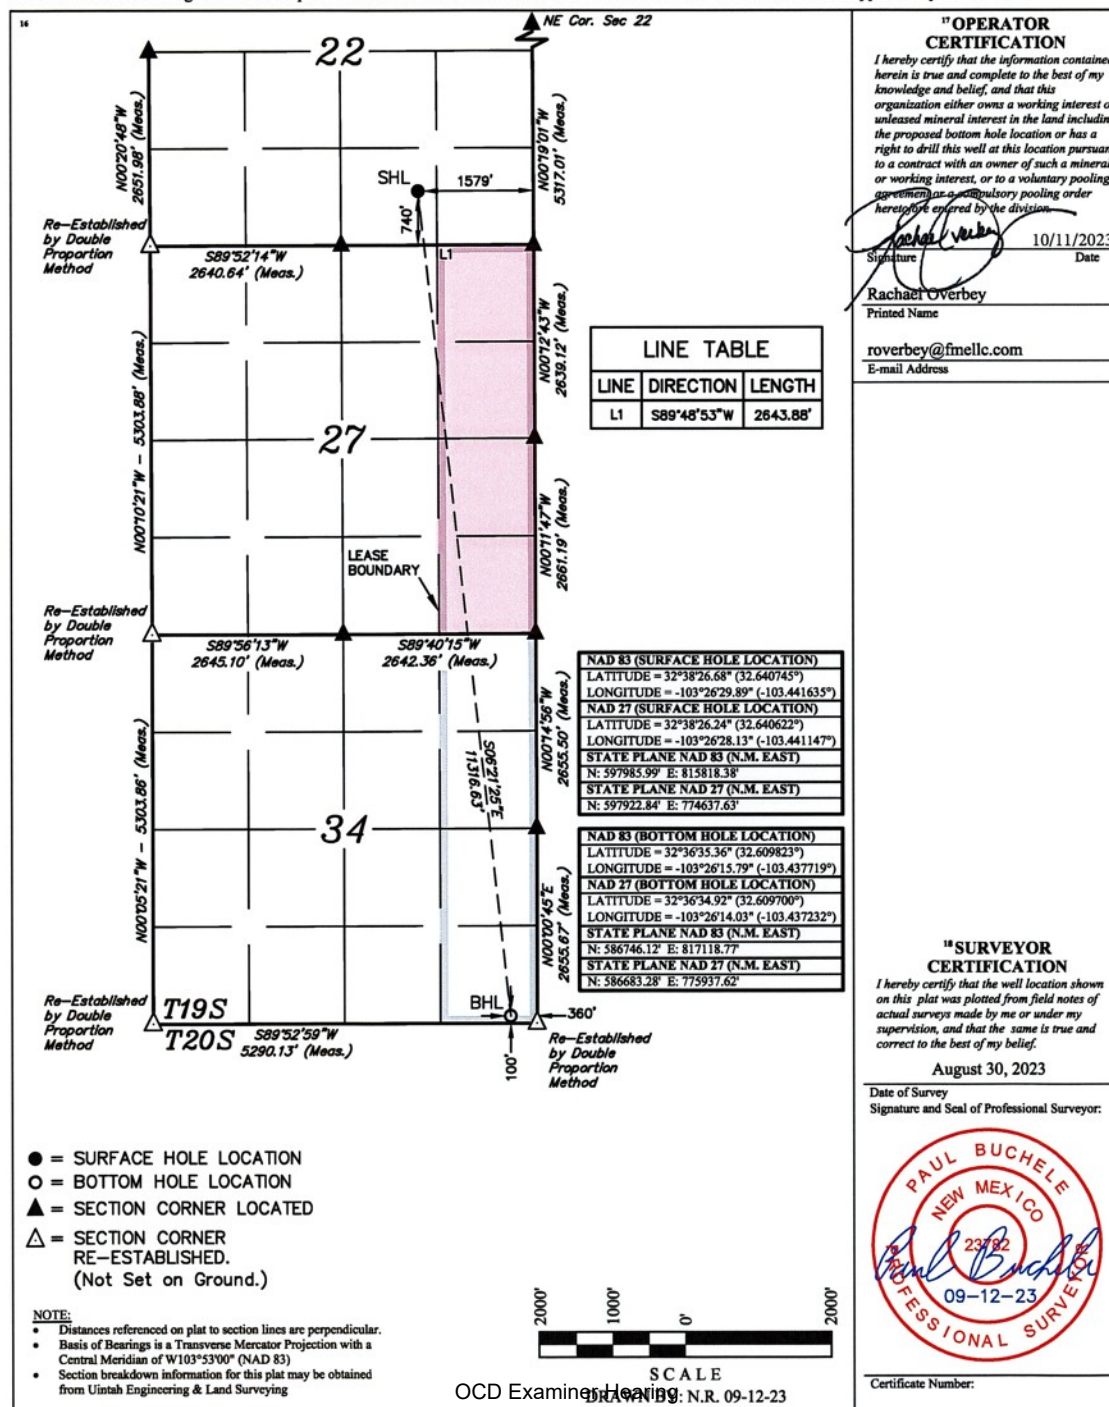 16
NE Cor. Sec 22
22
N00°20'48"W
2651.98' (Meas.)
N00°19'01"W
5317.01' (Meas.)
SHL
1579'
740'
Re-Established
by Double
Proportion
Method
S89°52'14"W
2640.64' (Meas.)
L1
N00°12'43"W
2639.12' (Meas.)
LINE TABLE
LINE DIRECTION LENGTH
L1 S89°48'53"W 2643.88'
N00°10'21"W – 5303.88' (Meas.)
27
N00°11'47"W
2661.19' (Meas.)
LEASE
BOUNDARY
Re-Established
by Double
Proportion
Method
S89°56'13"W
2645.10' (Meas.)
S89°40'15"W
2642.36' (Meas.)
N00°14'56"W
2655.50' (Meas.)
S06°21'25"E
11316.63'
N00°05'21"W – 5303.86' (Meas.)
34
N00°00'45"E
2655.67' (Meas.)
NAD 83 (SURFACE HOLE LOCATION)
LATITUDE = 32°38'26.68" (32.640745°)
LONGITUDE = -103°26'29.89" (-103.441635°)
NAD 27 (SURFACE HOLE LOCATION)
LATITUDE = 32°38'26.24" (32.640622°)
LONGITUDE = -103°26'28.13" (-103.441147°)
STATE PLANE NAD 83 (N.M. EAST)
N: 597985.99' E: 815818.38'
STATE PLANE NAD 27 (N.M. EAST)
N: 597922.84' E: 774637.63'
NAD 83 (BOTTOM HOLE LOCATION)
LATITUDE = 32°36'35.36" (32.609823°)
LONGITUDE = -103°26'15.79" (-103.437719°)
NAD 27 (BOTTOM HOLE LOCATION)
LATITUDE = 32°36'34.92" (32.609700°)
LONGITUDE = -103°26'14.03" (-103.437232°)
STATE PLANE NAD 83 (N.M. EAST)
N: 586746.12' E: 817118.77'
STATE PLANE NAD 27 (N.M. EAST)
N: 586683.28' E: 775937.62'
BHL
360'
100'
Re-Established
by Double
Proportion
Method
T19S
T20S
S89°52'59"W
5290.13' (Meas.)
Re-Established
by Double
Proportion
Method
● = SURFACE HOLE LOCATION
○ = BOTTOM HOLE LOCATION
▲ = SECTION CORNER LOCATED
△ = SECTION CORNER
RE-ESTABLISHED.
(Not Set on Ground.)
NOTE:
• Distances referenced on plat to section lines are perpendicular.
• Basis of Bearings is a Transverse Mercator Projection with a
Central Meridian of W103°53'00" (NAD 83)
• Section breakdown information for this plat may be obtained
from Uintah Engineering & Land Surveying
2000' 1000' 0' 2000'
SCALE
DRAWN BY: N.R. 09-12-23
OCD Examiner Hearing
17 OPERATOR
CERTIFICATION
I hereby certify that the information contained
herein is true and complete to the best of my
knowledge and belief, and that this
organization either owns a working interest o
unleased mineral interest in the land includin
the proposed bottom hole location or has a
right to drill this well at this location pursuan
to a contract with an owner of such a mineral
or working interest, or to a voluntary pooling
agreement or a compulsory pooling order
heretofore entered by the division.
Rachael Overbey
10/11/2023
Signature Date
Rachael Overbey
Printed Name
roverbey@fmellc.com
E-mail Address
18 SURVEYOR
CERTIFICATION
I hereby certify that the well location shown
on this plat was plotted from field notes of
actual surveys made by me or under my
supervision, and that the same is true and
correct to the best of my belief.
August 30, 2023
Date of Survey
Signature and Seal of Professional Surveyor:
PAUL BUCHELE
NEW MEXICO
23782
Paul Buchele
09-12-23
PROFESSIONAL SURVEYOR
Certificate Number: